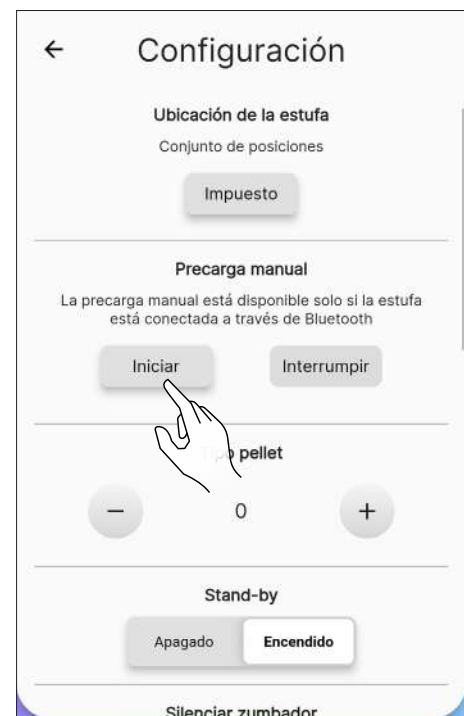 Configuración
Ubicación de la estufa
Conjunto de posiciones
Impuesto
Precarga manual
La precarga manual está disponible solo si la estufa
está conectada a través de Bluetooth
Iniciar
Interrumpir
Tipo pellet
0
Stand-by
Apagado
Encendido
Silenciar zumbador